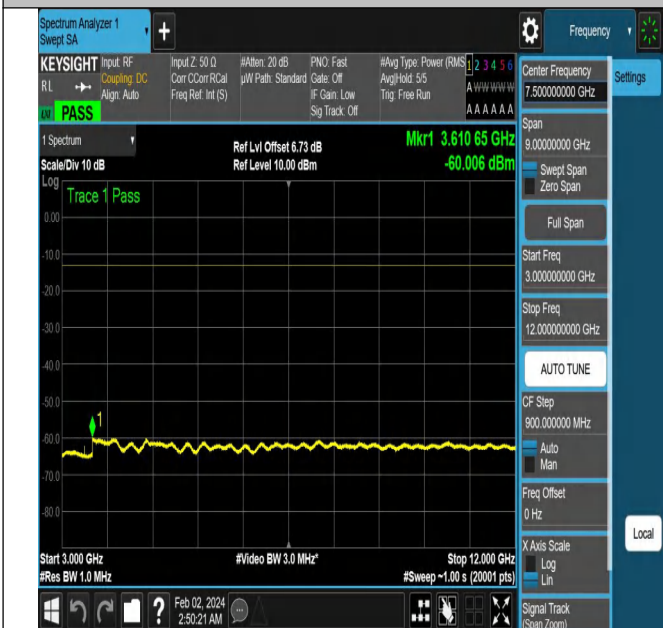 Spectrum Analyzer 1
Swept SA
Frequency
KEYSIGHT
RL
LNI
PASS
Input: RF
Coupling: DC
Align: Auto
Input Z: 50 Ω
Corr CCorr RCal
Freq Ref: Int (S)
#Atten: 20 dB
µW Path: Standard
PNO: Fast
Gate: Off
IF Gain: Low
Sig Track: Off
#Avg Type: Power (RMS
Avg|Hold: 5/5
Trig: Free Run
1 2 3 4 5 6
A W W W W W
A A A A A A
1 Spectrum
Scale/Div 10 dB
Log
Ref Lvl Offset 6.73 dB
Ref Level 10.00 dBm
Mkr1 3.610 65 GHz
-60.006 dBm
Trace 1 Pass
0.00
-10.0
-20.0
-30.0
-40.0
-50.0
-60.0
-70.0
-80.0
1
Start 3.000 GHz
#Res BW 1.0 MHz
#Video BW 3.0 MHz*
Stop 12.000 GHz
#Sweep ~1.00 s (20001 pts)
Feb 02, 2024
2:50:21 AM
Center Frequency
7.500000000 GHz
Settings
Span
9.00000000 GHz
Swept Span
Zero Span
Full Span
Start Freq
3.000000000 GHz
Stop Freq
12.000000000 GHz
AUTO TUNE
CF Step
900.000000 MHz
Auto
Man
Freq Offset
0 Hz
X Axis Scale
Log
Lin
Local
Signal Track
(Span Zoom)